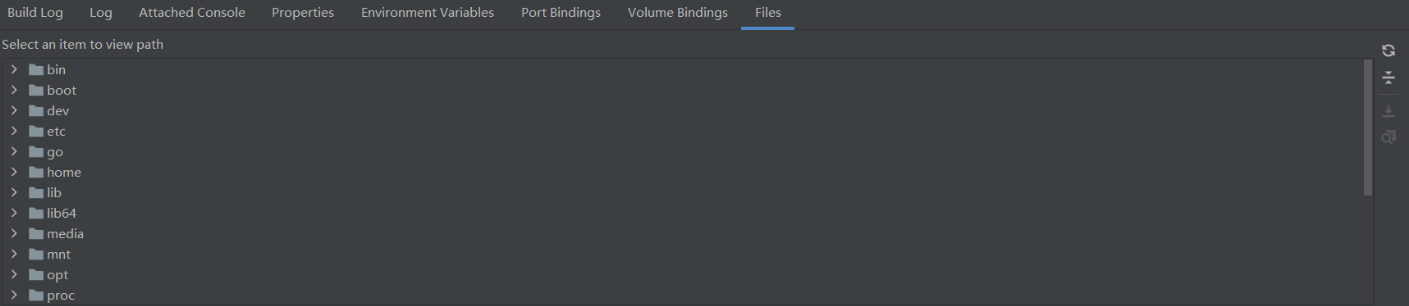 Build Log Log Attached Console Properties Environment Variables Port Bindings Volume Bindings Files
Select an item to view path
bin
boot
dev
etc
go
home
lib
lib64
media
mnt
opt
proc